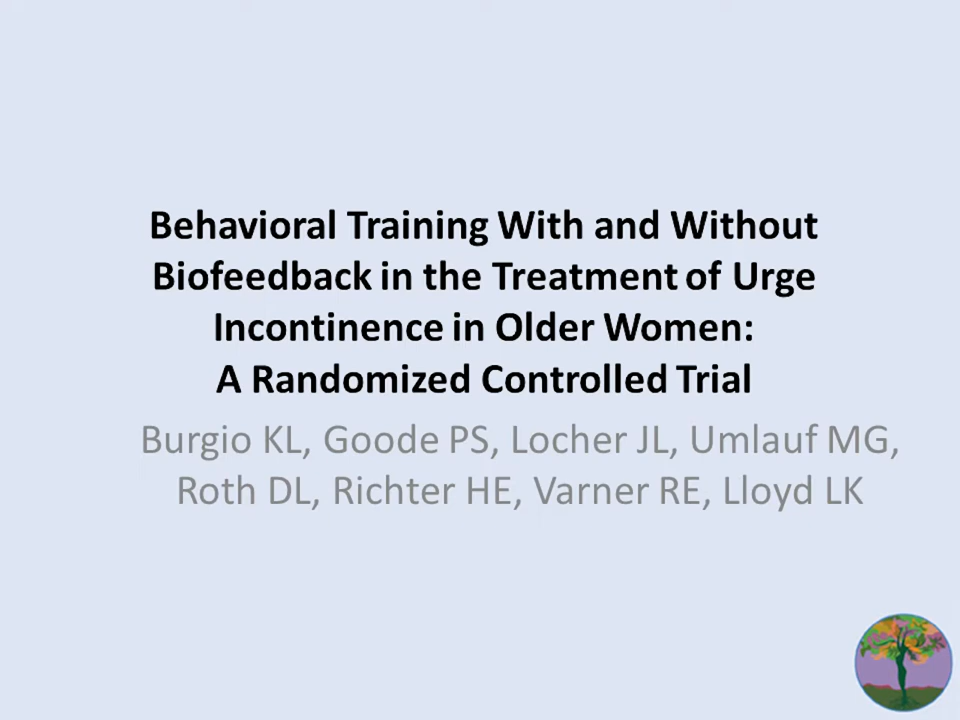 Behavioral Training With and Without
Biofeedback in the Treatment of Urge
Incontinence in Older Women:
A Randomized Controlled Trial
Burgio KL, Goode PS, Locher JL, Umlauf MG,
Roth DL, Richter HE, Varner RE, Lloyd LK